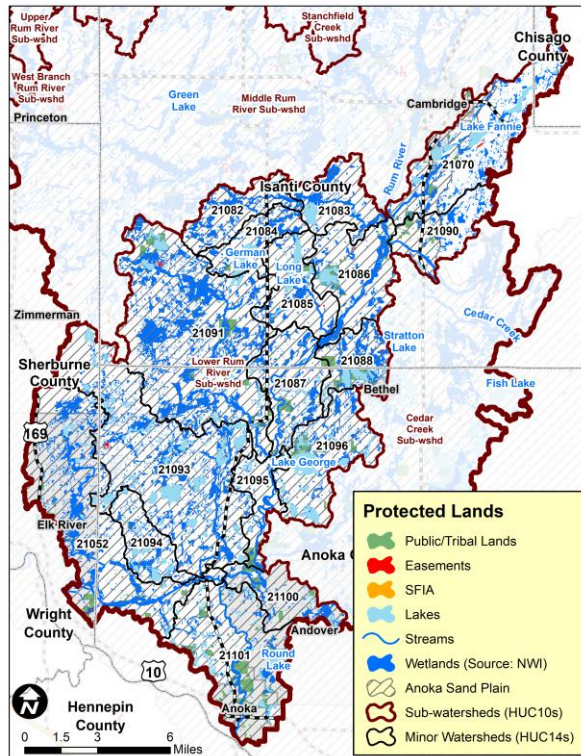 Upper
Rum River
Sub-wshd
Stanchfield
Creek
Sub-wshd
Chisago
County
West Branch
Rum River
Sub-wshd
Green
Lake
Middle Rum
River Sub-wshd
Cambridge
Princeton
Lake Fannie
Rum River
21070
Isanti County
21082
21083
21084
21090
German
Lake
Long
Lake
21086
21085
21091
Zimmerman
Cedar Creek
Stratton
Lake
Sherburne
County
Lower Rum
River
Sub-wshd
21088
21087
Bethel
Fish Lake
169
Cedar
Creek
Sub-wshd
21096
Lake George
21093
21095
Elk River
21052
21094
Anoka C
21100
Wright
County
Andover
Round
Lake
21101
10
Anoka
Hennepin
County
N
0 1.5 3 6
Miles
Protected Lands
Public/Tribal Lands
Easements
SFIA
Lakes
Streams
Wetlands (Source: NWI)
Anoka Sand Plain
Sub-watersheds (HUC10s)
Minor Watersheds (HUC14s)